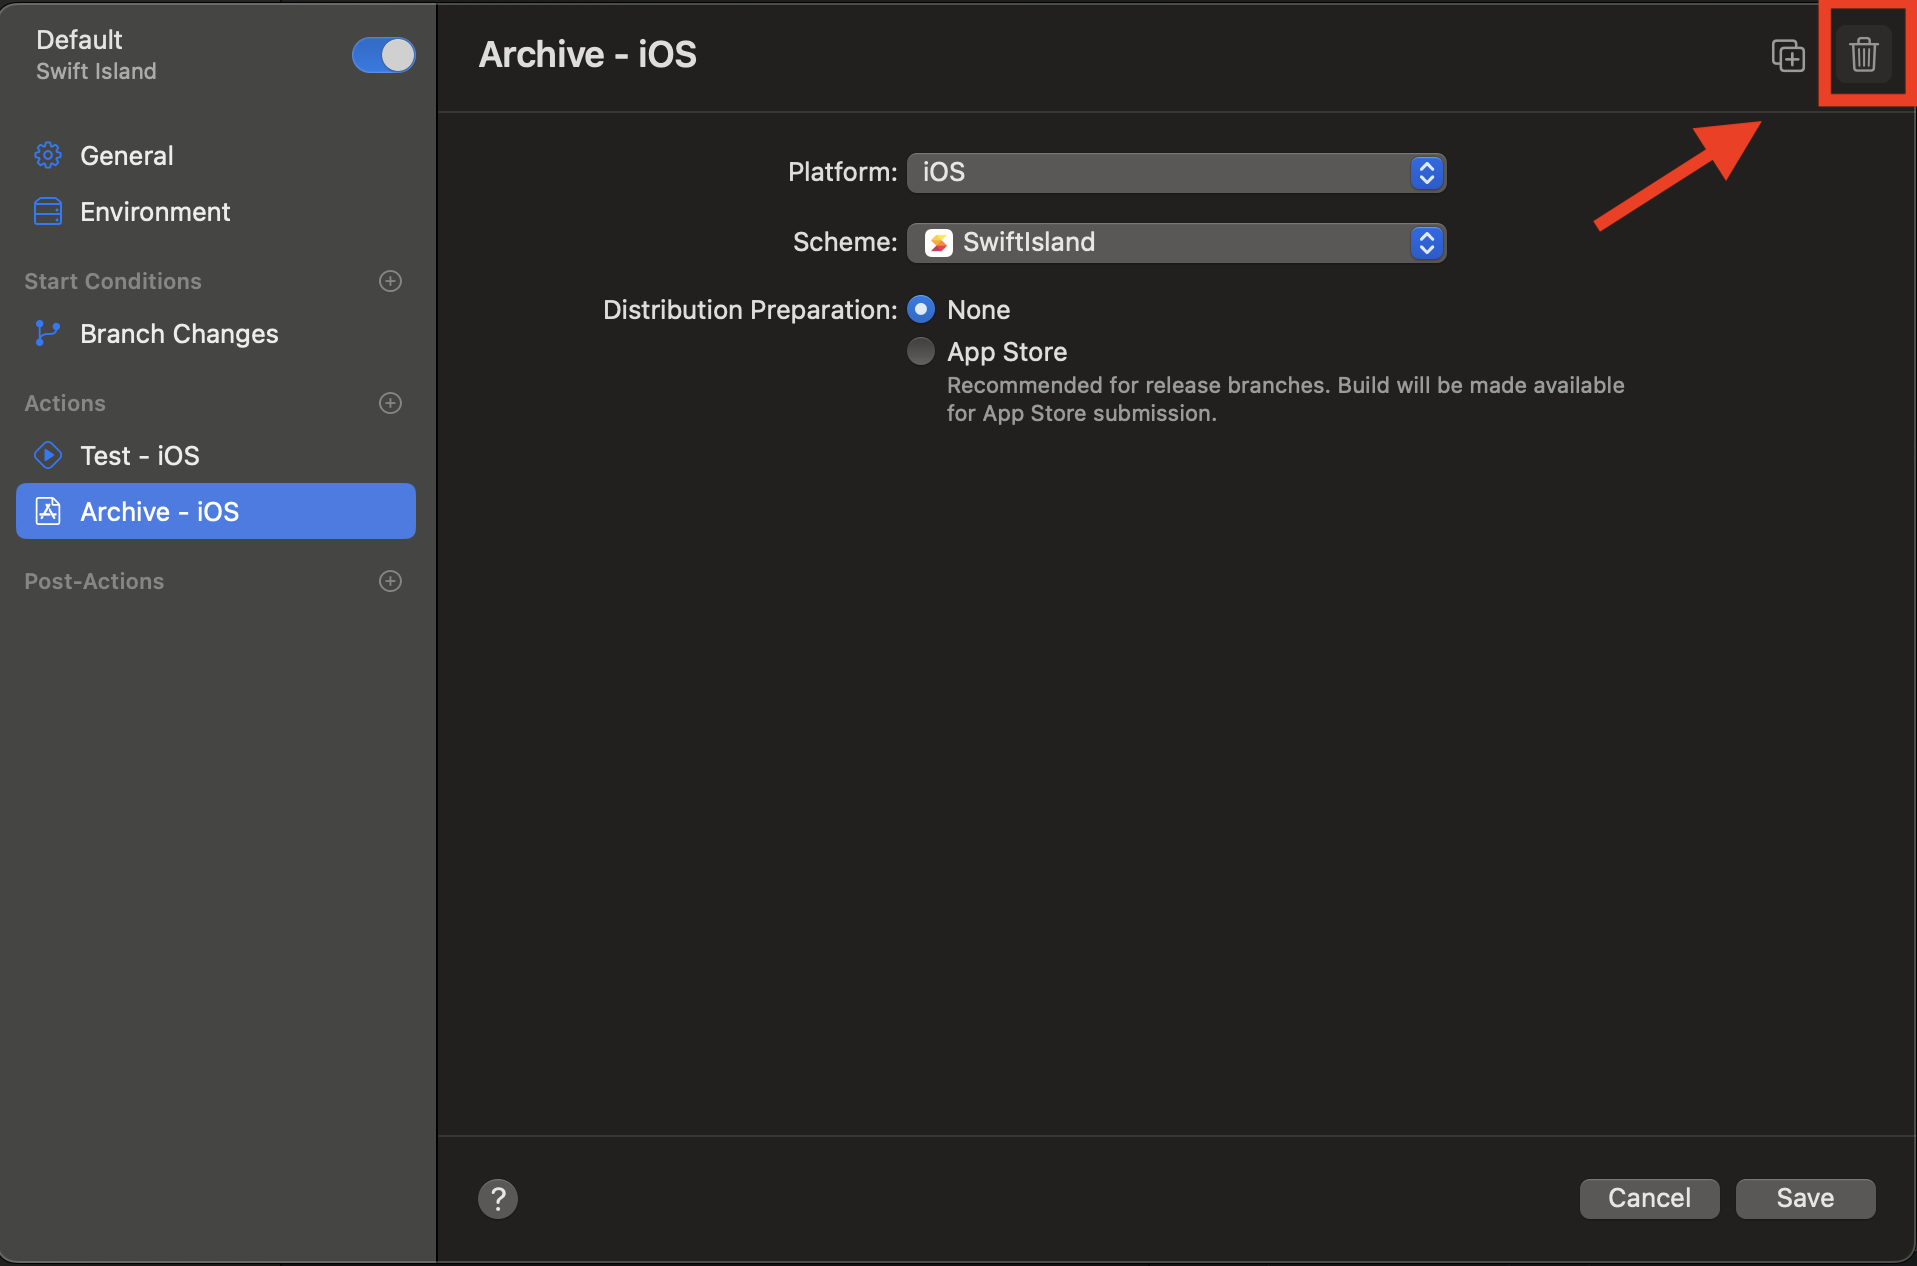 Default
Swift Island
General
Environment
Start Conditions
Branch Changes
Actions
Test - iOS
Archive - iOS
Post-Actions
Archive - iOS
Platform: iOS
Scheme: SwiftIsland
Distribution Preparation: None
App Store
Recommended for release branches. Build will be made available
for App Store submission.
?
Cancel Save